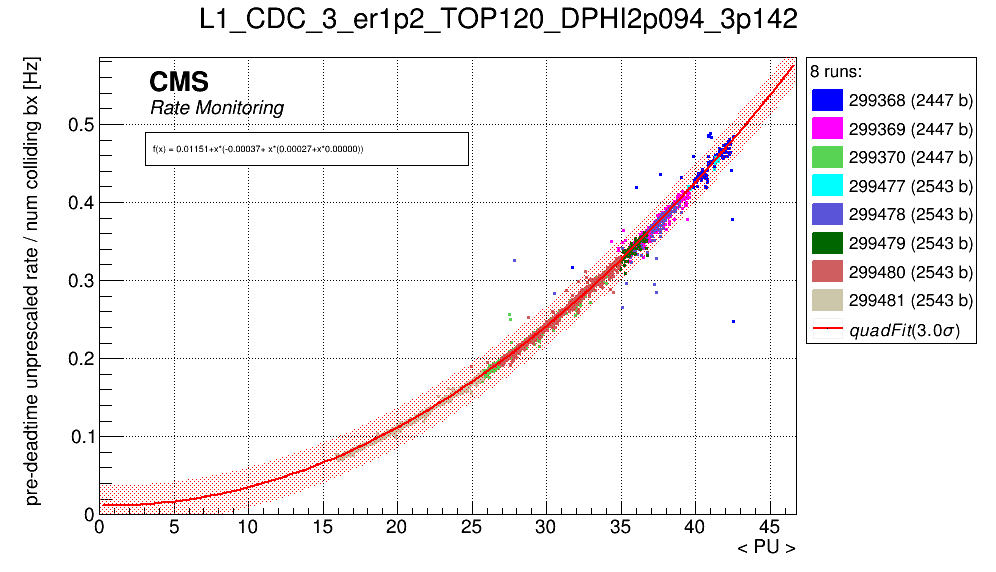 L1_CDC_3_er1p2_TOP120_DPHI2p094_3p142
pre-deadtime unprescaled rate / num colliding bx [Hz]
CMS
Rate Monitoring
f(x) = 0.01151+x*(-0.00037+ x*(0.00027+x*0.00000))
0.5
0.4
0.3
0.2
0.1
0
0 5 10 15 20 25 30 35 40 45
< PU >
8 runs:
299368 (2447 b)
299369 (2447 b)
299370 (2447 b)
299477 (2543 b)
299478 (2543 b)
299479 (2543 b)
299480 (2543 b)
299481 (2543 b)
quadFit(3.0σ)